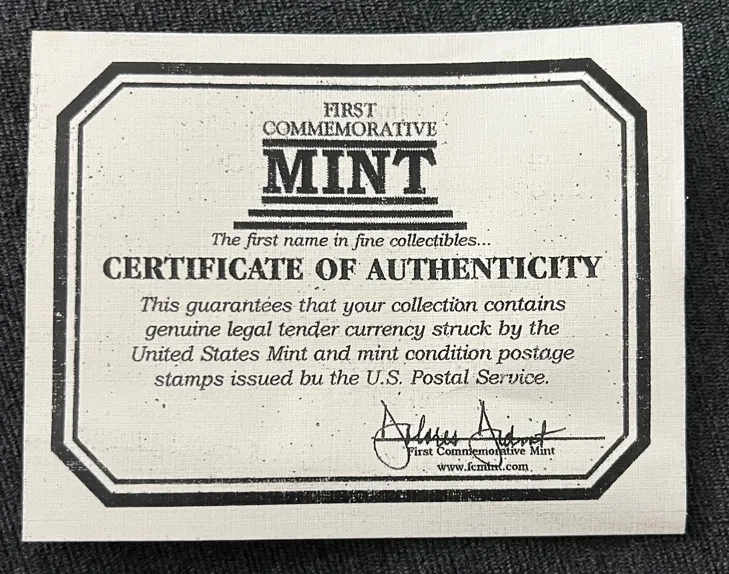 FIRST
COMMEMORATIVE
MINT
The first name in fine collectibles...
CERTIFICATE OF AUTHENTICITY
This guarantees that your collection contains
genuine legal tender currency struck by the
United States Mint and mint condition postage
stamps issued bu the U.S. Postal Service.
First Commemorative Mint
www.fcmint.com